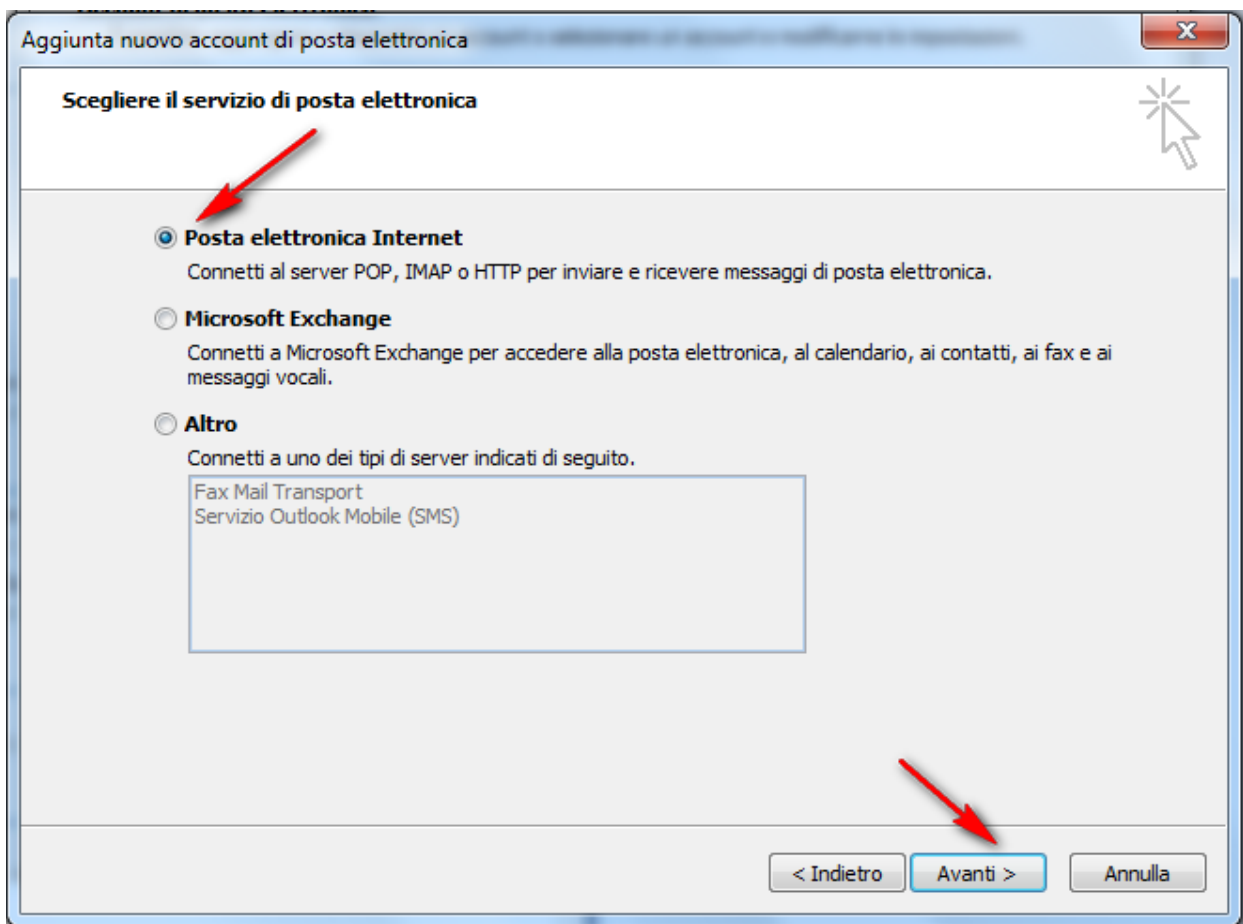 Aggiunta nuovo account di posta elettronica
Scegliere il servizio di posta elettronica
Posta elettronica Internet
Connetti al server POP, IMAP o HTTP per inviare e ricevere messaggi di posta elettronica.
Microsoft Exchange
Connetti a Microsoft Exchange per accedere alla posta elettronica, al calendario, ai contatti, ai fax e ai
messaggi vocali.
Altro
Connetti a uno dei tipi di server indicati di seguito.
Fax Mail Transport
Servizio Outlook Mobile (SMS)
< Indietro
Avanti >
Annulla